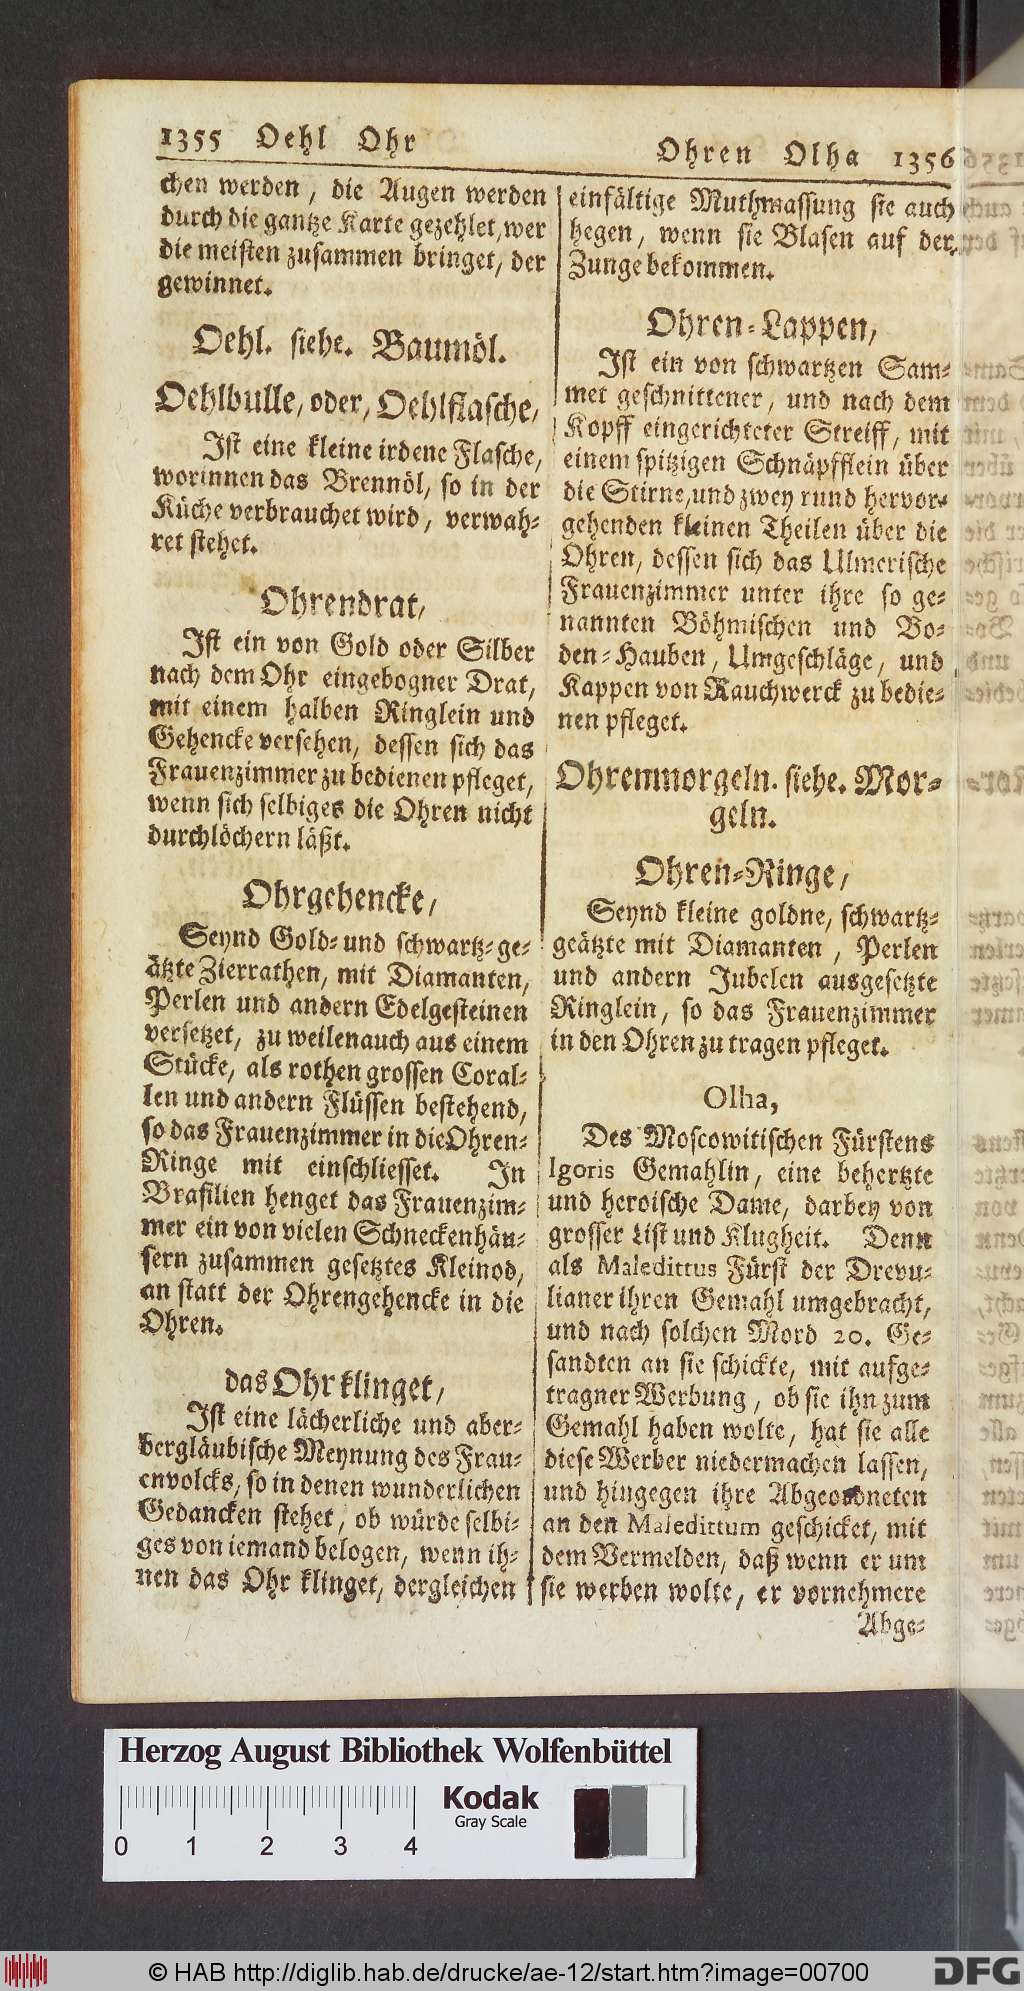 1355 Oehl Ohr
chen werden, die Augen werden
durch die gantze Karte gezehlet, wer
die meisten zusammen bringet, der
gewinnet.
Oehl. siehe. Baumöl.
Oehlbulle, oder, Oehlflasche,
Ist eine kleine irdene Flasche,
worinnen das Brennöl, so in der
Küche verbrauchet wird, verwah-
ret stehet.
Ohrendrat,
Ist ein von Gold oder Silber
nach dem Ohr eingebogner Drat,
mit einem halben Ringlein und
Gehencke versehen, dessen sich das
Frauenzimmer zu bedienen pfleget,
wenn sich selbiges die Ohren nicht
durchlöchern läßt.
Ohrgehencke,
Seynd Gold- und schwartz-ge-
ätzte Zierrathen, mit Diamanten,
Perlen und andern Edelgesteinen
versetzet, zu weilen auch aus einem
Stücke, als rothen grossen Coral-
len und andern Flüssen bestehend,
so das Frauenzimmer in die Ohren-
Ringe mit einschliesset. In
Brasilien henget das Frauenzim-
mer ein von vielen Schneckenhäu-
sern zusammen gesetztes Kleinod,
an statt der Ohrengehencke in die
Ohren.
das Ohr klinget,
Ist eine lächerliche und aber-
bergläubische Meynung des Frau-
envolcks, so in denen wunderlichen
Gedancken stehet, ob würde selbi-
ges von iemand belogen, wenn ih-
nen das Ohr klinget, dergleichen
Ohren Olha 1356
einfältige Muthmassung sie auch
hegen, wenn sie Blasen auf der
Zunge bekommen.
Ohren-Lappen,
Ist ein von schwartzen Sam-
met geschnittener, und nach dem
Kopff eingerichteter Streiff, mit
einem spitzigen Schnäpfflein über
die Stirne, und zwey rund hervor-
gehenden kleinen Theilen über die
Ohren, dessen sich das Ulmerische
Frauenzimmer unter ihre so ge-
nannten Böhmischen und Bo-
den-Hauben, Umgeschläge, und
Kappen von Rauchwerck zu bedie-
nen pfleget.
Ohrenmorgeln. siehe. Mor-
geln.
Ohren-Ringe,
Seynd kleine goldne, schwartz-
geätzte mit Diamanten, Perlen
und andern Jubelen ausgesetzte
Ringlein, so das Frauenzimmer
in den Ohren zu tragen pfleget.
Olha,
Des Moscowitischen Fürstens
Igoris Gemahlin, eine behertzte
und heroische Dame, darbey von
grosser List und Klugheit. Denn
als Maledittus Fürst der Drevu-
lianer ihren Gemahl umgebracht,
und nach solchen Mord 20. Ge-
sandten an sie schickte, mit aufge-
tragner Werbung, ob sie ihn zum
Gemahl haben wolte, hat sie alle
diese Werber niedermachen lassen,
und hingegen ihre Abgeordneten
an den Maledittum geschicket, mit
dem Vermelden, daß wenn er um
sie werben wolte, er vornehmere
Abge-
Herzog August Bibliothek Wolfenbüttel
Kodak
Gray Scale
0 1 2 3 4
© HAB http://diglib.hab.de/drucke/ae-12/start.htm?image=00700
DFG